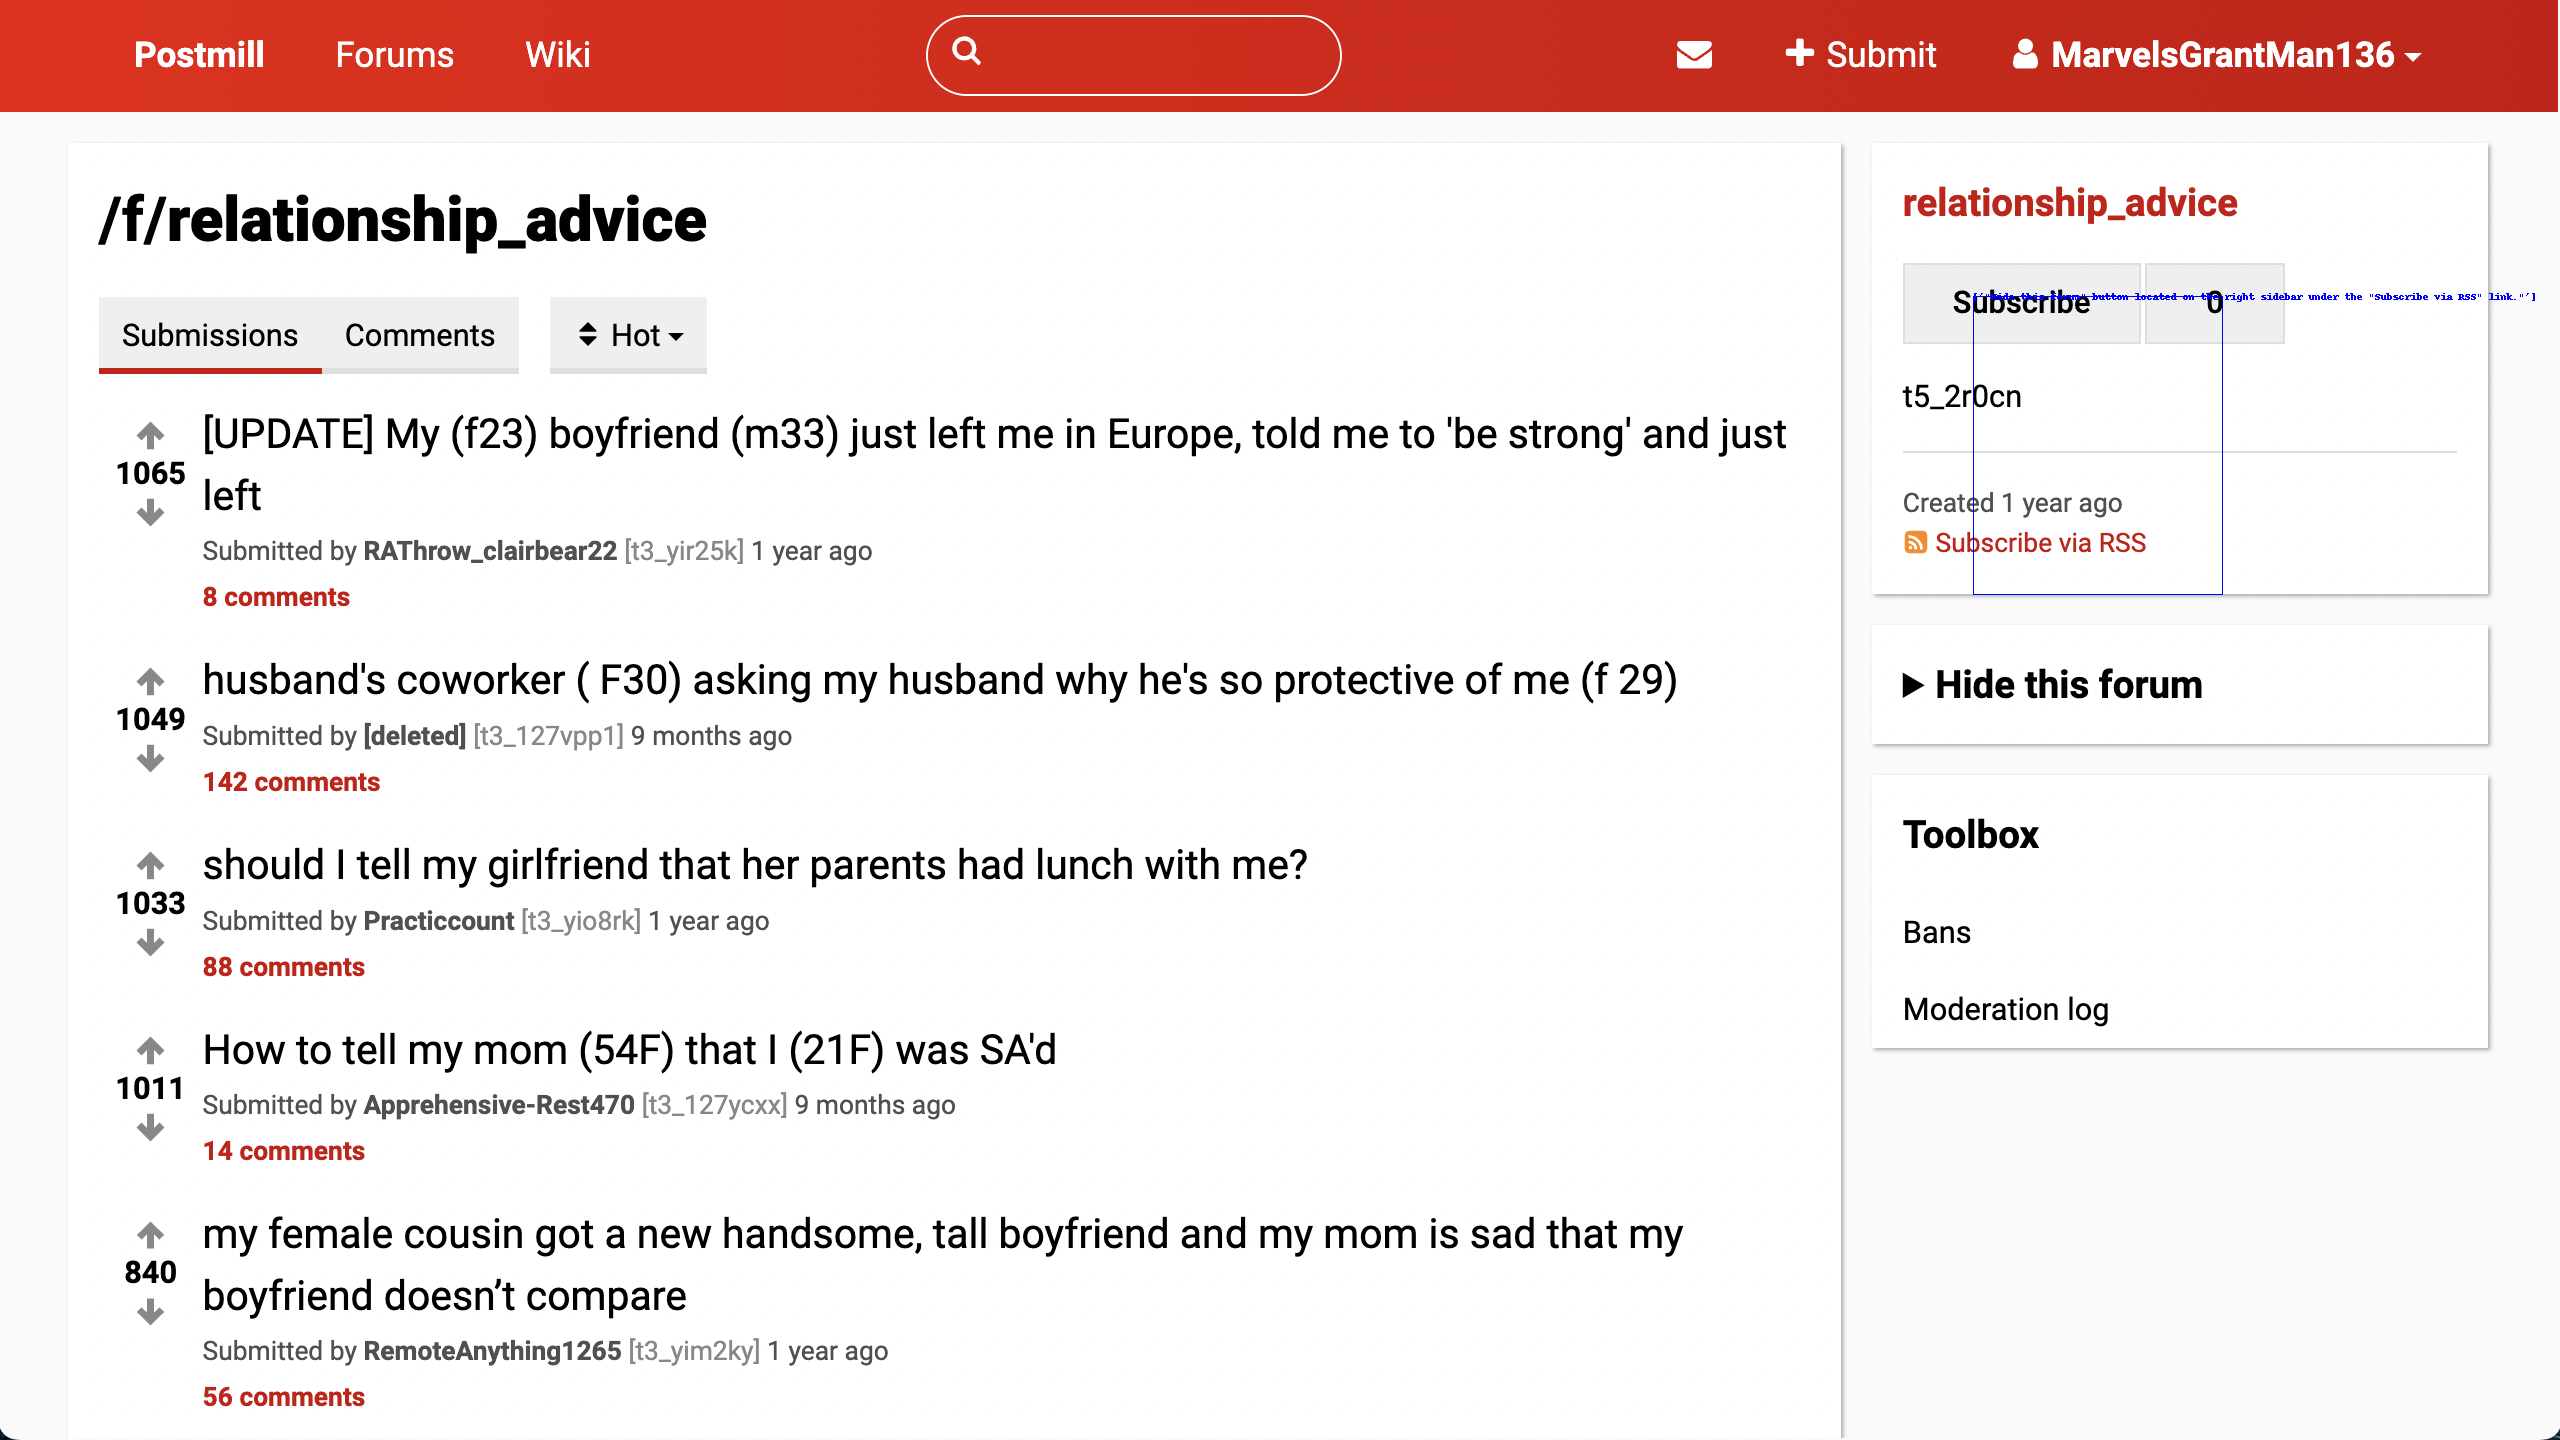 Postmill Forums Wiki Submit MarvelsGrantMan136
/f/relationship_advice
Submissions Comments Hot
[UPDATE] My (f23) boyfriend (m33) just left me in Europe, told me to 'be strong' and just
left
1065
Submitted by RAThrow_clairbear22 [t3_yir25k] 1 year ago
8 comments
husband's coworker ( F30) asking my husband why he's so protective of me (f 29)
1049
Submitted by [deleted] [t3_127vpp1] 9 months ago
142 comments
should I tell my girlfriend that her parents had lunch with me?
1033
Submitted by Practiccount [t3_yio8rk] 1 year ago
88 comments
How to tell my mom (54F) that I (21F) was SA'd
1011
Submitted by Apprehensive-Rest470 [t3_127ycxx] 9 months ago
14 comments
my female cousin got a new handsome, tall boyfriend and my mom is sad that my
840
boyfriend doesn’t compare
Submitted by RemoteAnything1265 [t3_yim2ky] 1 year ago
56 comments
relationship_advice
Subscribe 0
button located on the right sidebar under the "Subscribe via RSS" link."']
t5_2r0cn
Created 1 year ago
Subscribe via RSS
Hide this forum
Toolbox
Bans
Moderation log